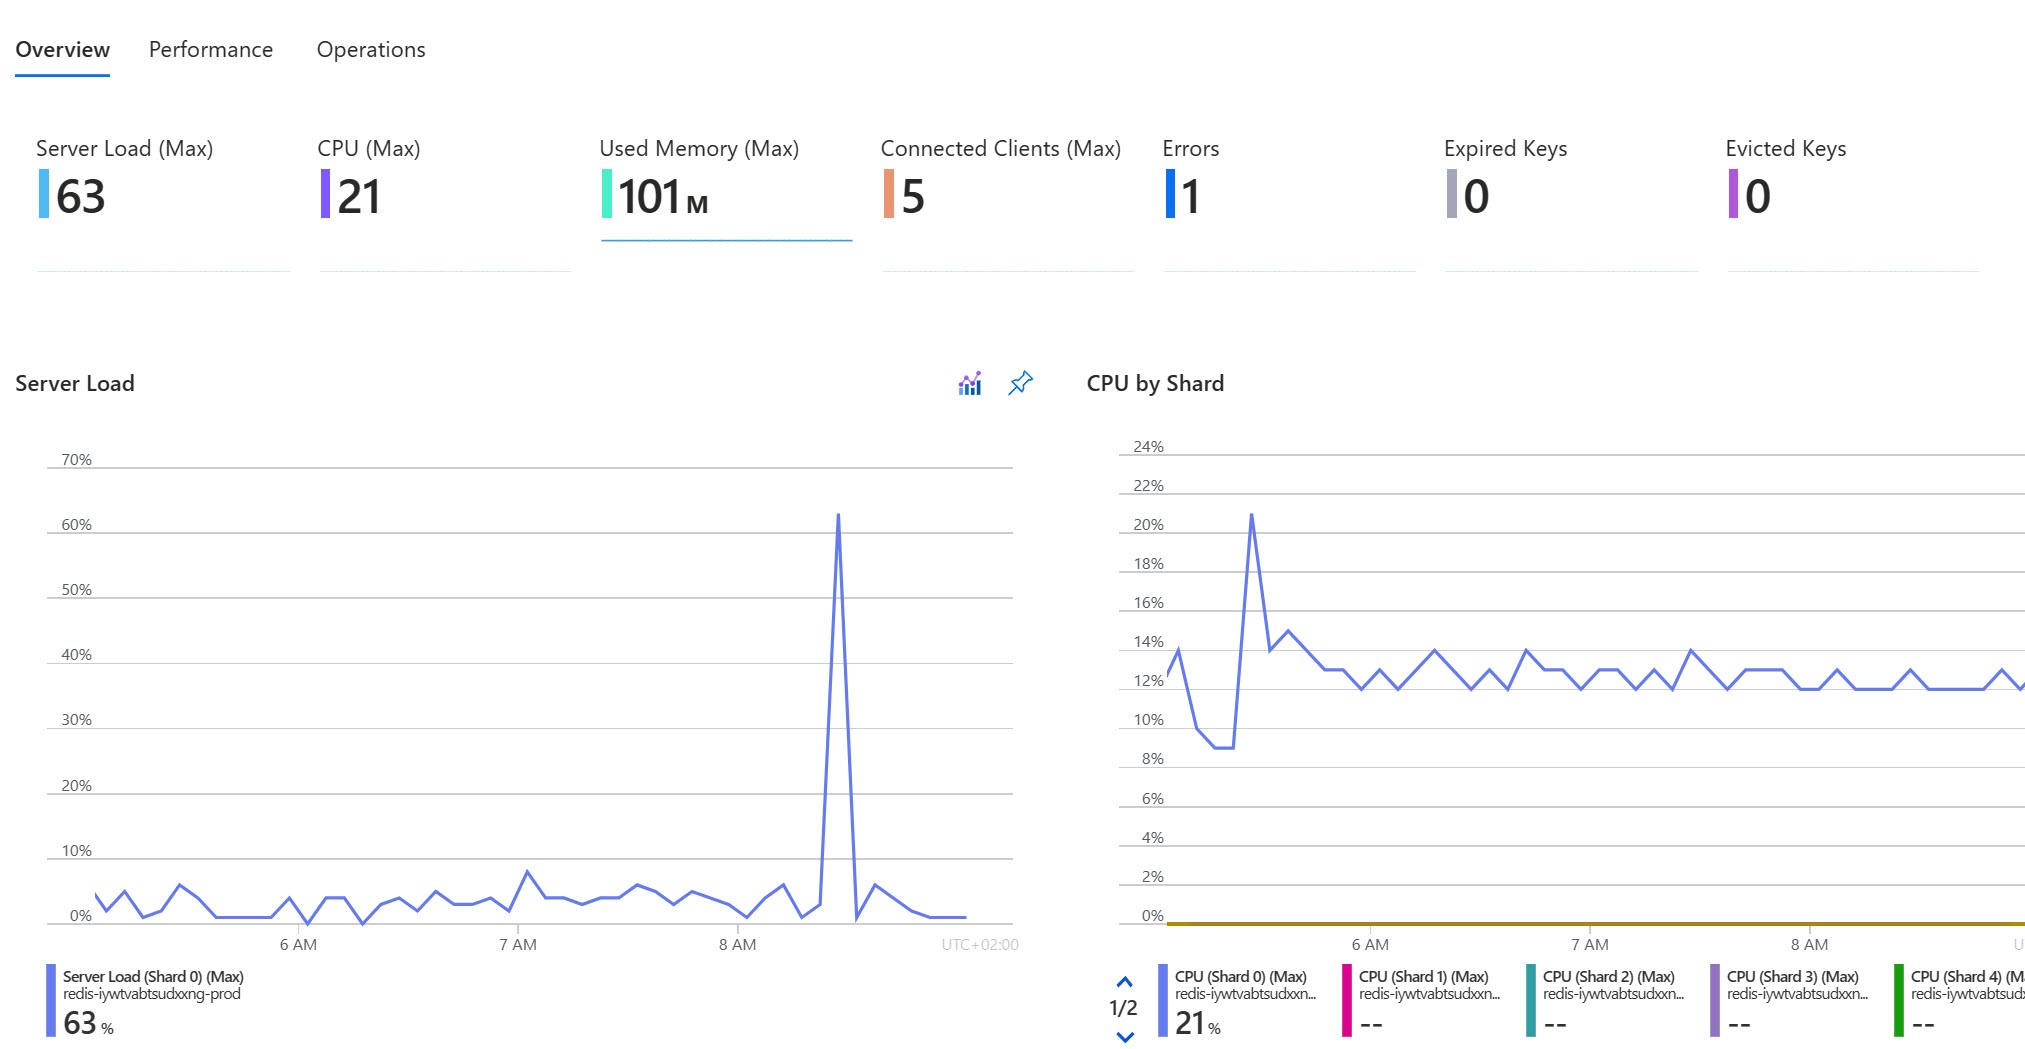 Overview Performance Operations
Server Load (Max) CPU (Max) Used Memory (Max) Connected Clients (Max) Errors Expired Keys Evicted Keys
63 21 101 M 5 1 0 0
Server Load
70%
60%
50%
40%
30%
20%
10%
0%
6 AM 7 AM 8 AM UTC+02:00
Server Load (Shard 0) (Max)
redis-iywtvabtsudxxng-prod
63 %
CPU by Shard
24%
22%
20%
18%
16%
14%
12%
10%
8%
6%
4%
2%
0%
6 AM 7 AM 8 AM U
1/2
CPU (Shard 0) (Max)
redis-iywtvabtsudxxn...
21 %
CPU (Shard 1) (Max)
redis-iywtvabtsudxxn...
--
CPU (Shard 2) (Max)
redis-iywtvabtsudxxn...
--
CPU (Shard 3) (Max)
redis-iywtvabtsudxxn...
--
CPU (Shard 4) (M
redis-iywtvabtsud
--